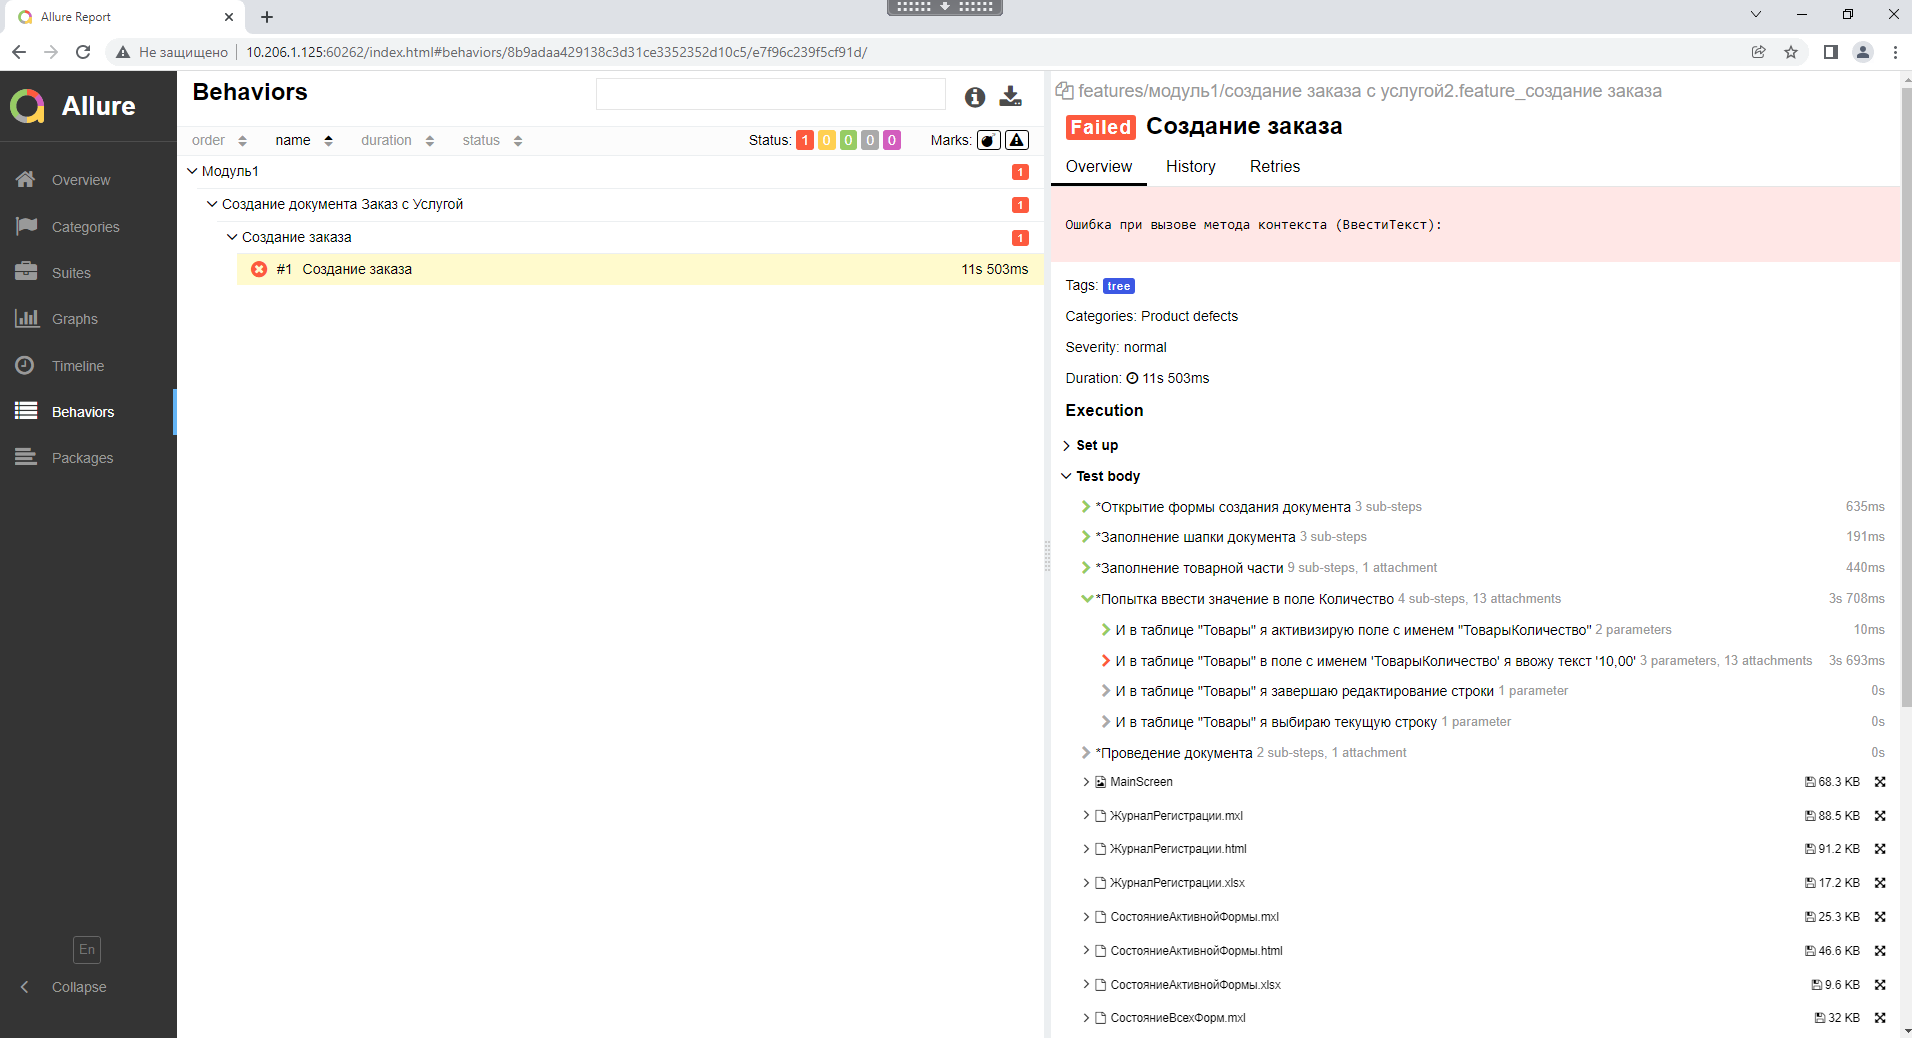 Allure Report
Не защищено
10.206.1.125:60262/index.html#behaviors/8b9adaa429138c3d31ce3352352d10c5/e7f96c239f5cf91d/
Allure
Overview
Categories
Suites
Graphs
Timeline
Behaviors
Packages
En
Collapse
Behaviors
order name duration status Status: 1 0 0 0 0 Marks:
Модуль1 1
Создание документа Заказ с Услугой 1
Создание заказа 1
#1 Создание заказа 11s 503ms
features/модуль1/создание заказа с услугой2.feature_создание заказа
Failed Создание заказа
Overview History Retries
Ошибка при вызове метода контекста (ВвестиТекст):
Tags: tree
Categories: Product defects
Severity: normal
Duration: 11s 503ms
Execution
Set up
Test body
*Открытие формы создания документа 3 sub-steps 635ms
*Заполнение шапки документа 3 sub-steps 191ms
*Заполнение товарной части 9 sub-steps, 1 attachment 440ms
*Попытка ввести значение в поле Количество 4 sub-steps, 13 attachments 3s 708ms
И в таблице "Товары" я активизирую поле с именем "ТоварыКоличество" 2 parameters 10ms
И в таблице "Товары" в поле с именем 'ТоварыКоличество' я ввожу текст '10,00' 3 parameters, 13 attachments 3s 693ms
И в таблице "Товары" я завершаю редактирование строки 1 parameter 0s
И в таблице "Товары" я выбираю текущую строку 1 parameter 0s
*Проведение документа 2 sub-steps, 1 attachment 0s
MainScreen 68.3 KB
ЖурналРегистрации.mxl 88.5 KB
ЖурналРегистрации.html 91.2 KB
ЖурналРегистрации.xlsx 17.2 KB
СостояниеАктивнойФормы.mxl 25.3 KB
СостояниеАктивнойФормы.html 46.6 KB
СостояниеАктивнойФормы.xlsx 9.6 KB
СостояниеВсехФорм.mxl 32 KB